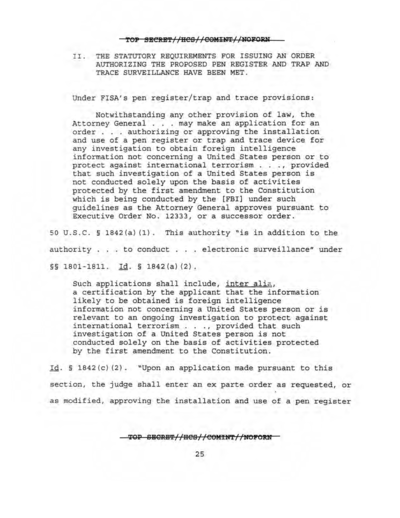 TOP SECRET//HCS//COMINT//NOFORN
II. THE STATUTORY REQUIREMENTS FOR ISSUING AN ORDER
AUTHORIZING THE PROPOSED PEN REGISTER AND TRAP AND
TRACE SURVEILLANCE HAVE BEEN MET.
Under FISA's pen register/trap and trace provisions:
Notwithstanding any other provision of law, the
Attorney General . . . may make an application for an
order . . . authorizing or approving the installation
and use of a pen register or trap and trace device for
any investigation to obtain foreign intelligence
information not concerning a United States person or to
protect against international terrorism . . ., provided
that such investigation of a United States person is
not conducted solely upon the basis of activities
protected by the first amendment to the Constitution
which is being conducted by the [FBI] under such
guidelines as the Attorney General approves pursuant to
Executive Order No. 12333, or a successor order.
50 U.S.C. § 1842(a)(1). This authority "is in addition to the
authority . . . to conduct . . . electronic surveillance" under
§§ 1801-1811. Id. § 1842(a)(2).
Such applications shall include, inter alia,
a certification by the applicant that the information
likely to be obtained is foreign intelligence
information not concerning a United States person or is
relevant to an ongoing investigation to protect against
international terrorism . . ., provided that such
investigation of a United States person is not
conducted solely on the basis of activities protected
by the first amendment to the Constitution.
Id. § 1842(c)(2). "Upon an application made pursuant to this
section, the judge shall enter an ex parte order as requested, or
as modified, approving the installation and use of a pen register
TOP SECRET//HCS//COMINT//NOFORN
25